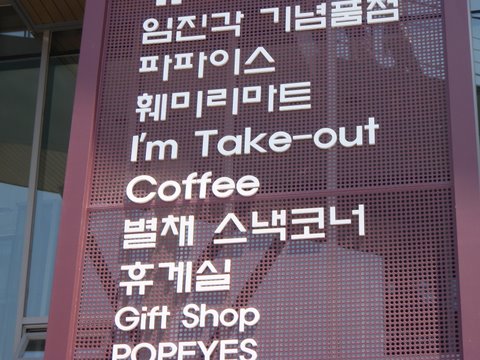 임진각 기념품점
파파이스
훼미리마트
I'm Take-out
Coffee
별채 스낵코너
휴게실
Gift Shop
POPEYES